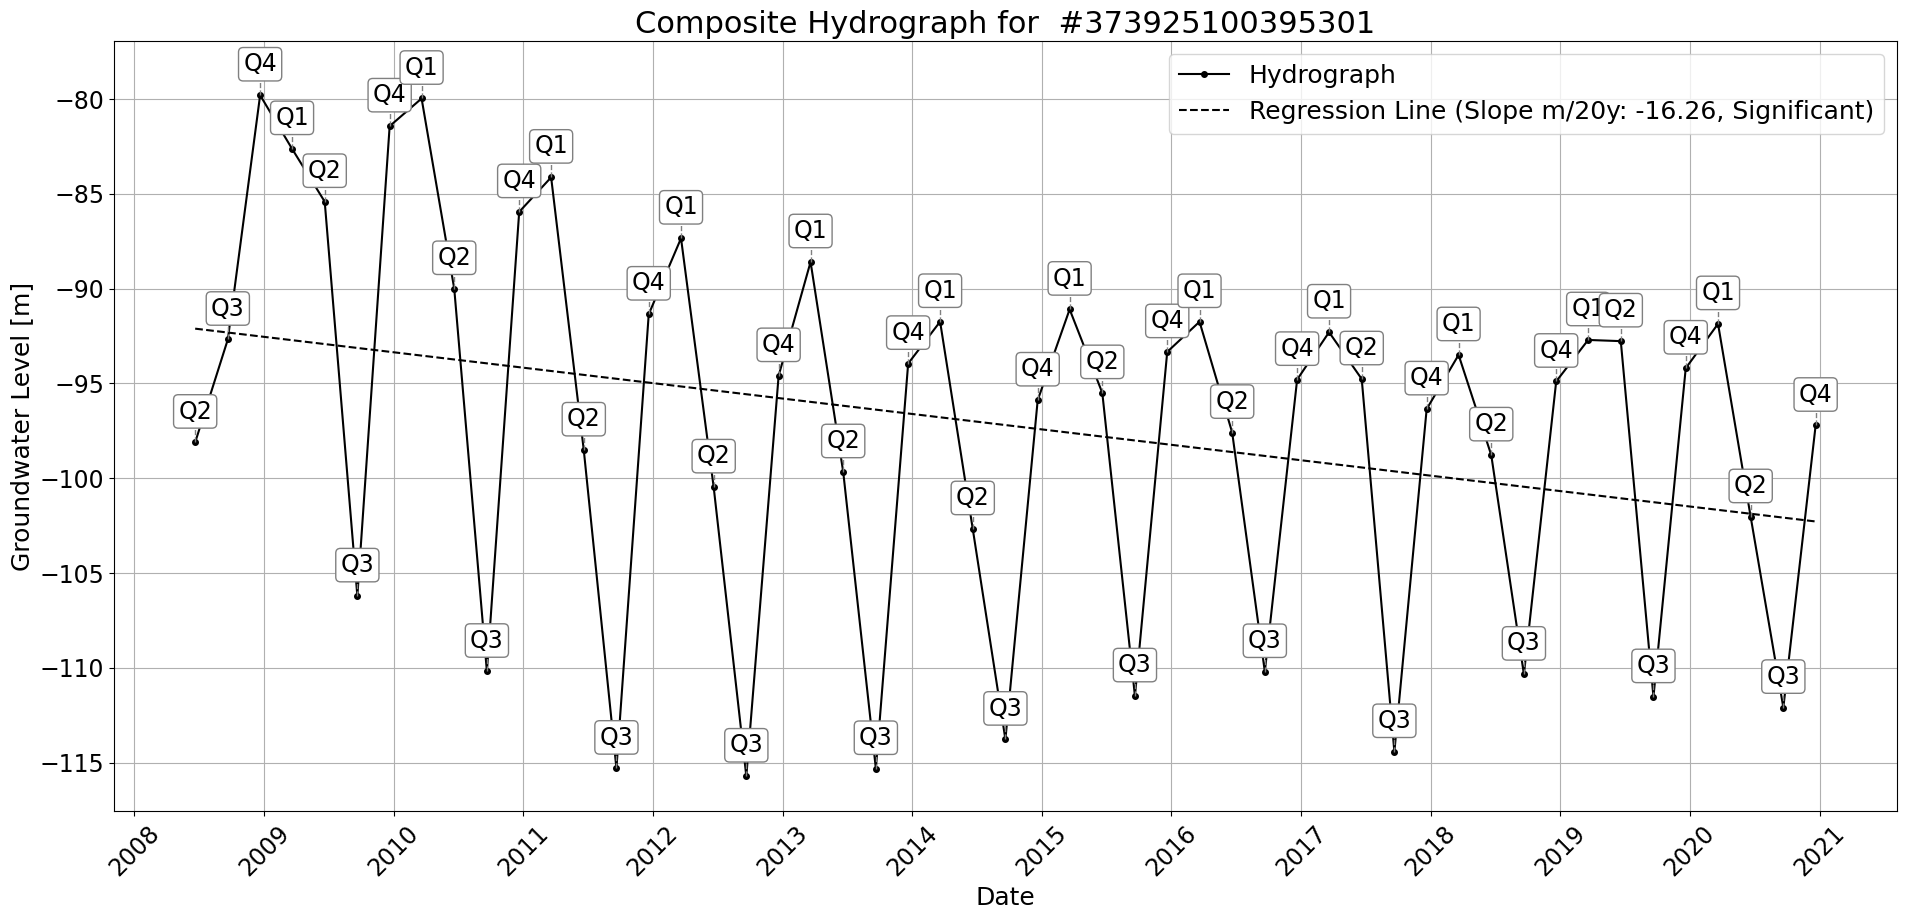 Composite Hydrograph for  #373925100395301
Hydrograph
Regression Line (Slope m/20y: -16.26, Significant)
Groundwater Level [m]
−80
−85
−90
−95
−100
−105
−110
−115
Q2
Q3
Q4
Q1
Q2
Q3
Q4
Q1
Q2
Q3
Q4
Q1
Q2
Q3
Q4
Q1
Q2
Q3
Q4
Q1
Q2
Q3
Q4
Q1
Q2
Q3
Q4
Q1
Q2
Q3
Q4
Q1
Q2
Q3
Q4
Q1
Q2
Q3
Q4
Q1
Q2
Q3
Q4
Q1
Q2
Q3
Q4
Q1
Q2
Q3
Q4
2008
2009
2010
2011
2012
2013
2014
2015
2016
2017
2018
2019
2020
2021
Date